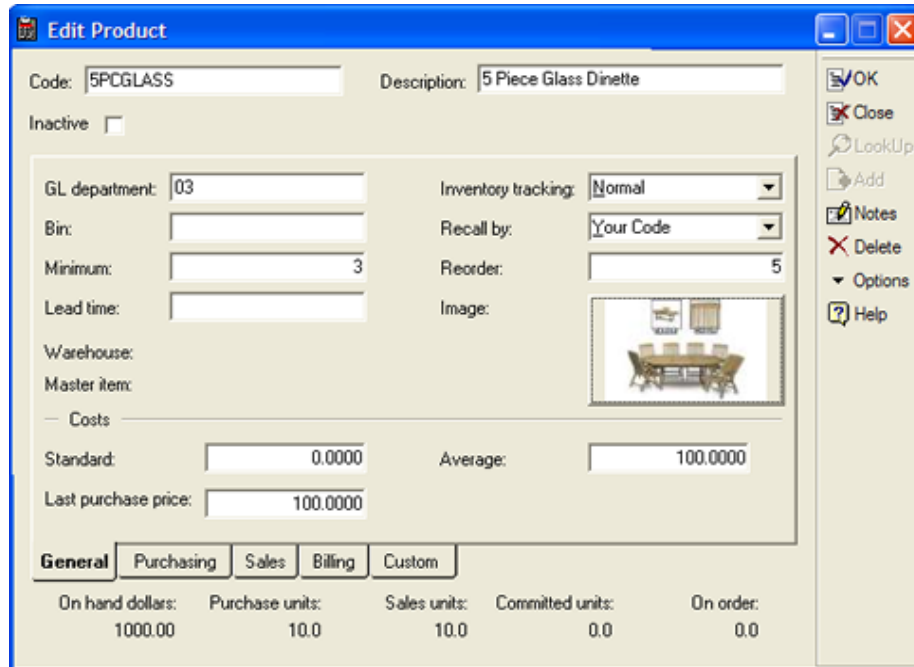 Edit Product
Code: 5PCGLASS Description: 5 Piece Glass Dinette
Inactive
GL department: 03 Inventory tracking: Normal
Bin: Recall by: Your Code
Minimum: 3 Reorder: 5
Lead time: Image:
Warehouse:
Master item:
Costs
Standard: 0.0000 Average: 100.0000
Last purchase price: 100.0000
General Purchasing Sales Billing Custom
On hand dollars: Purchase units: Sales units: Committed units: On order:
1000.00 10.0 10.0 0.0 0.0
OK
Close
LookUp
Add
Notes
Delete
Options
Help